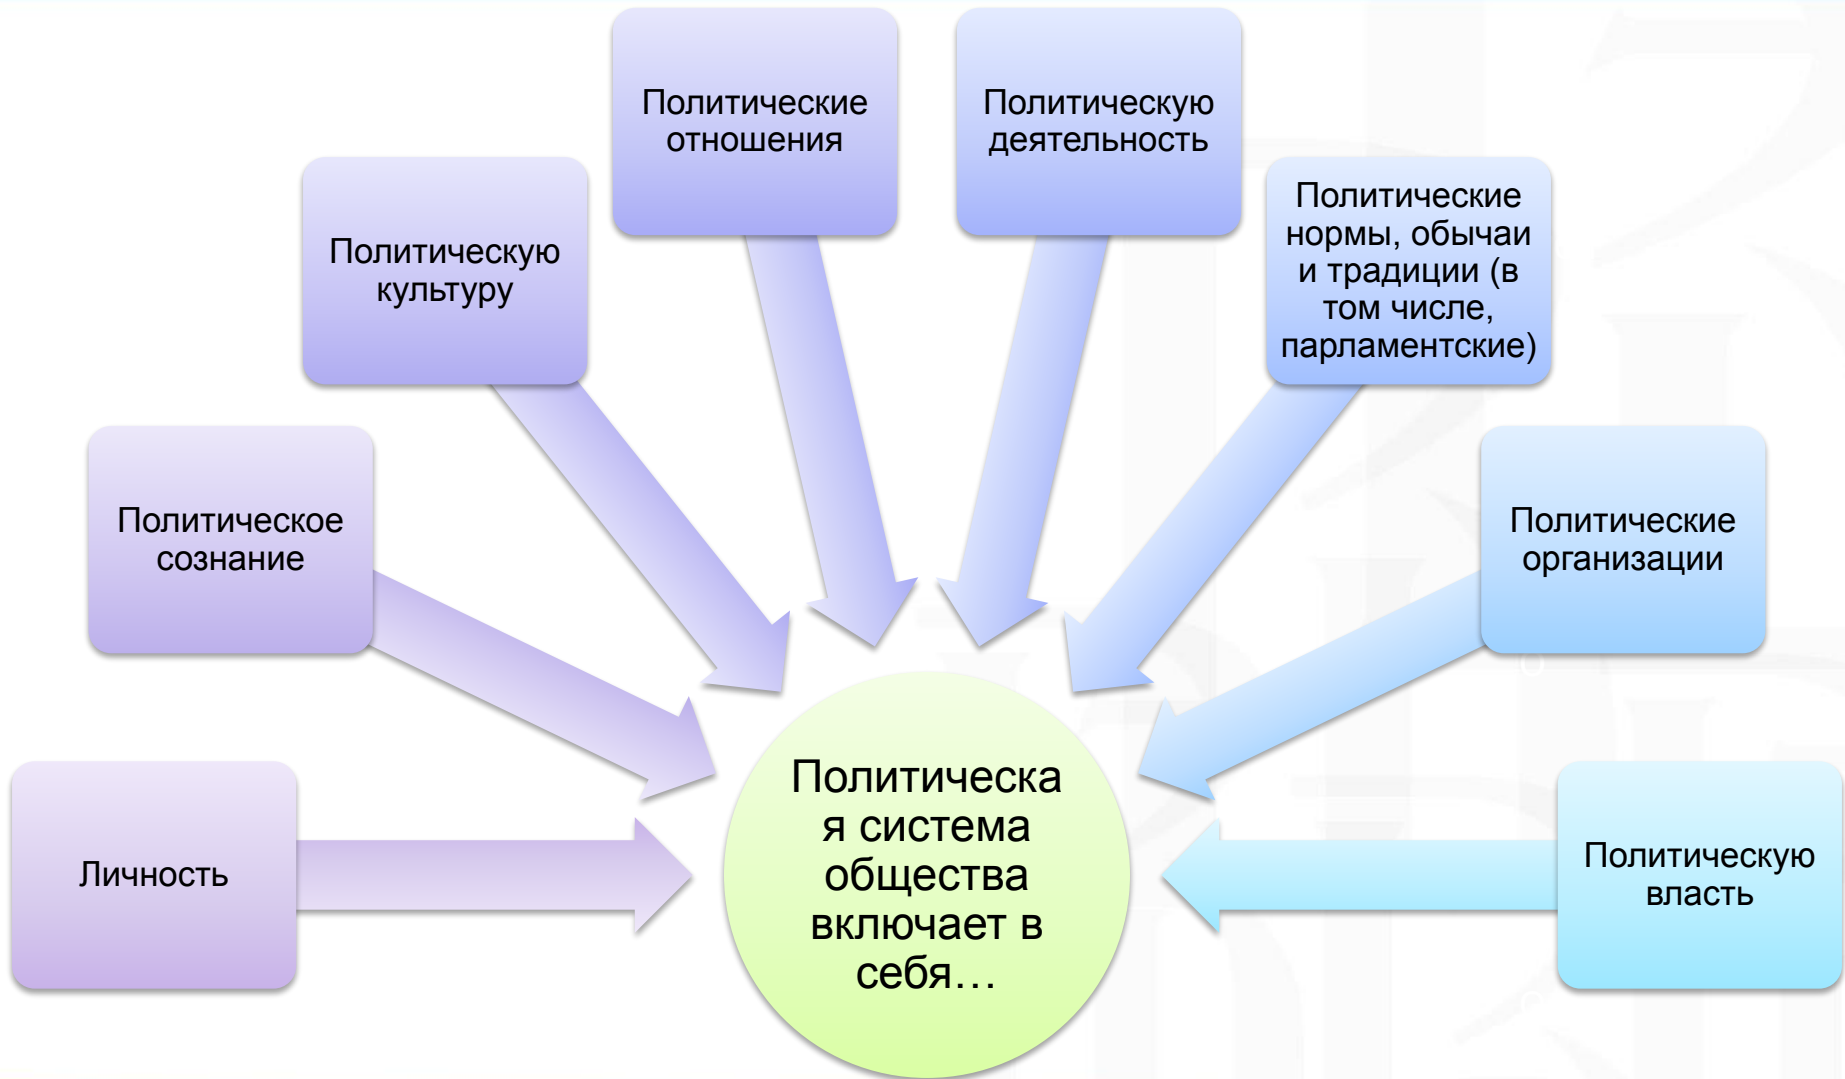 Политические
отношения
Политическую
деятельность
Политическую
культуру
Политические
нормы, обычаи
и традиции (в
том числе,
парламентские)
Политическое
сознание
Политические
организации
Личность
Политическа
я система
общества
включает в
себя…
Политическую
власть